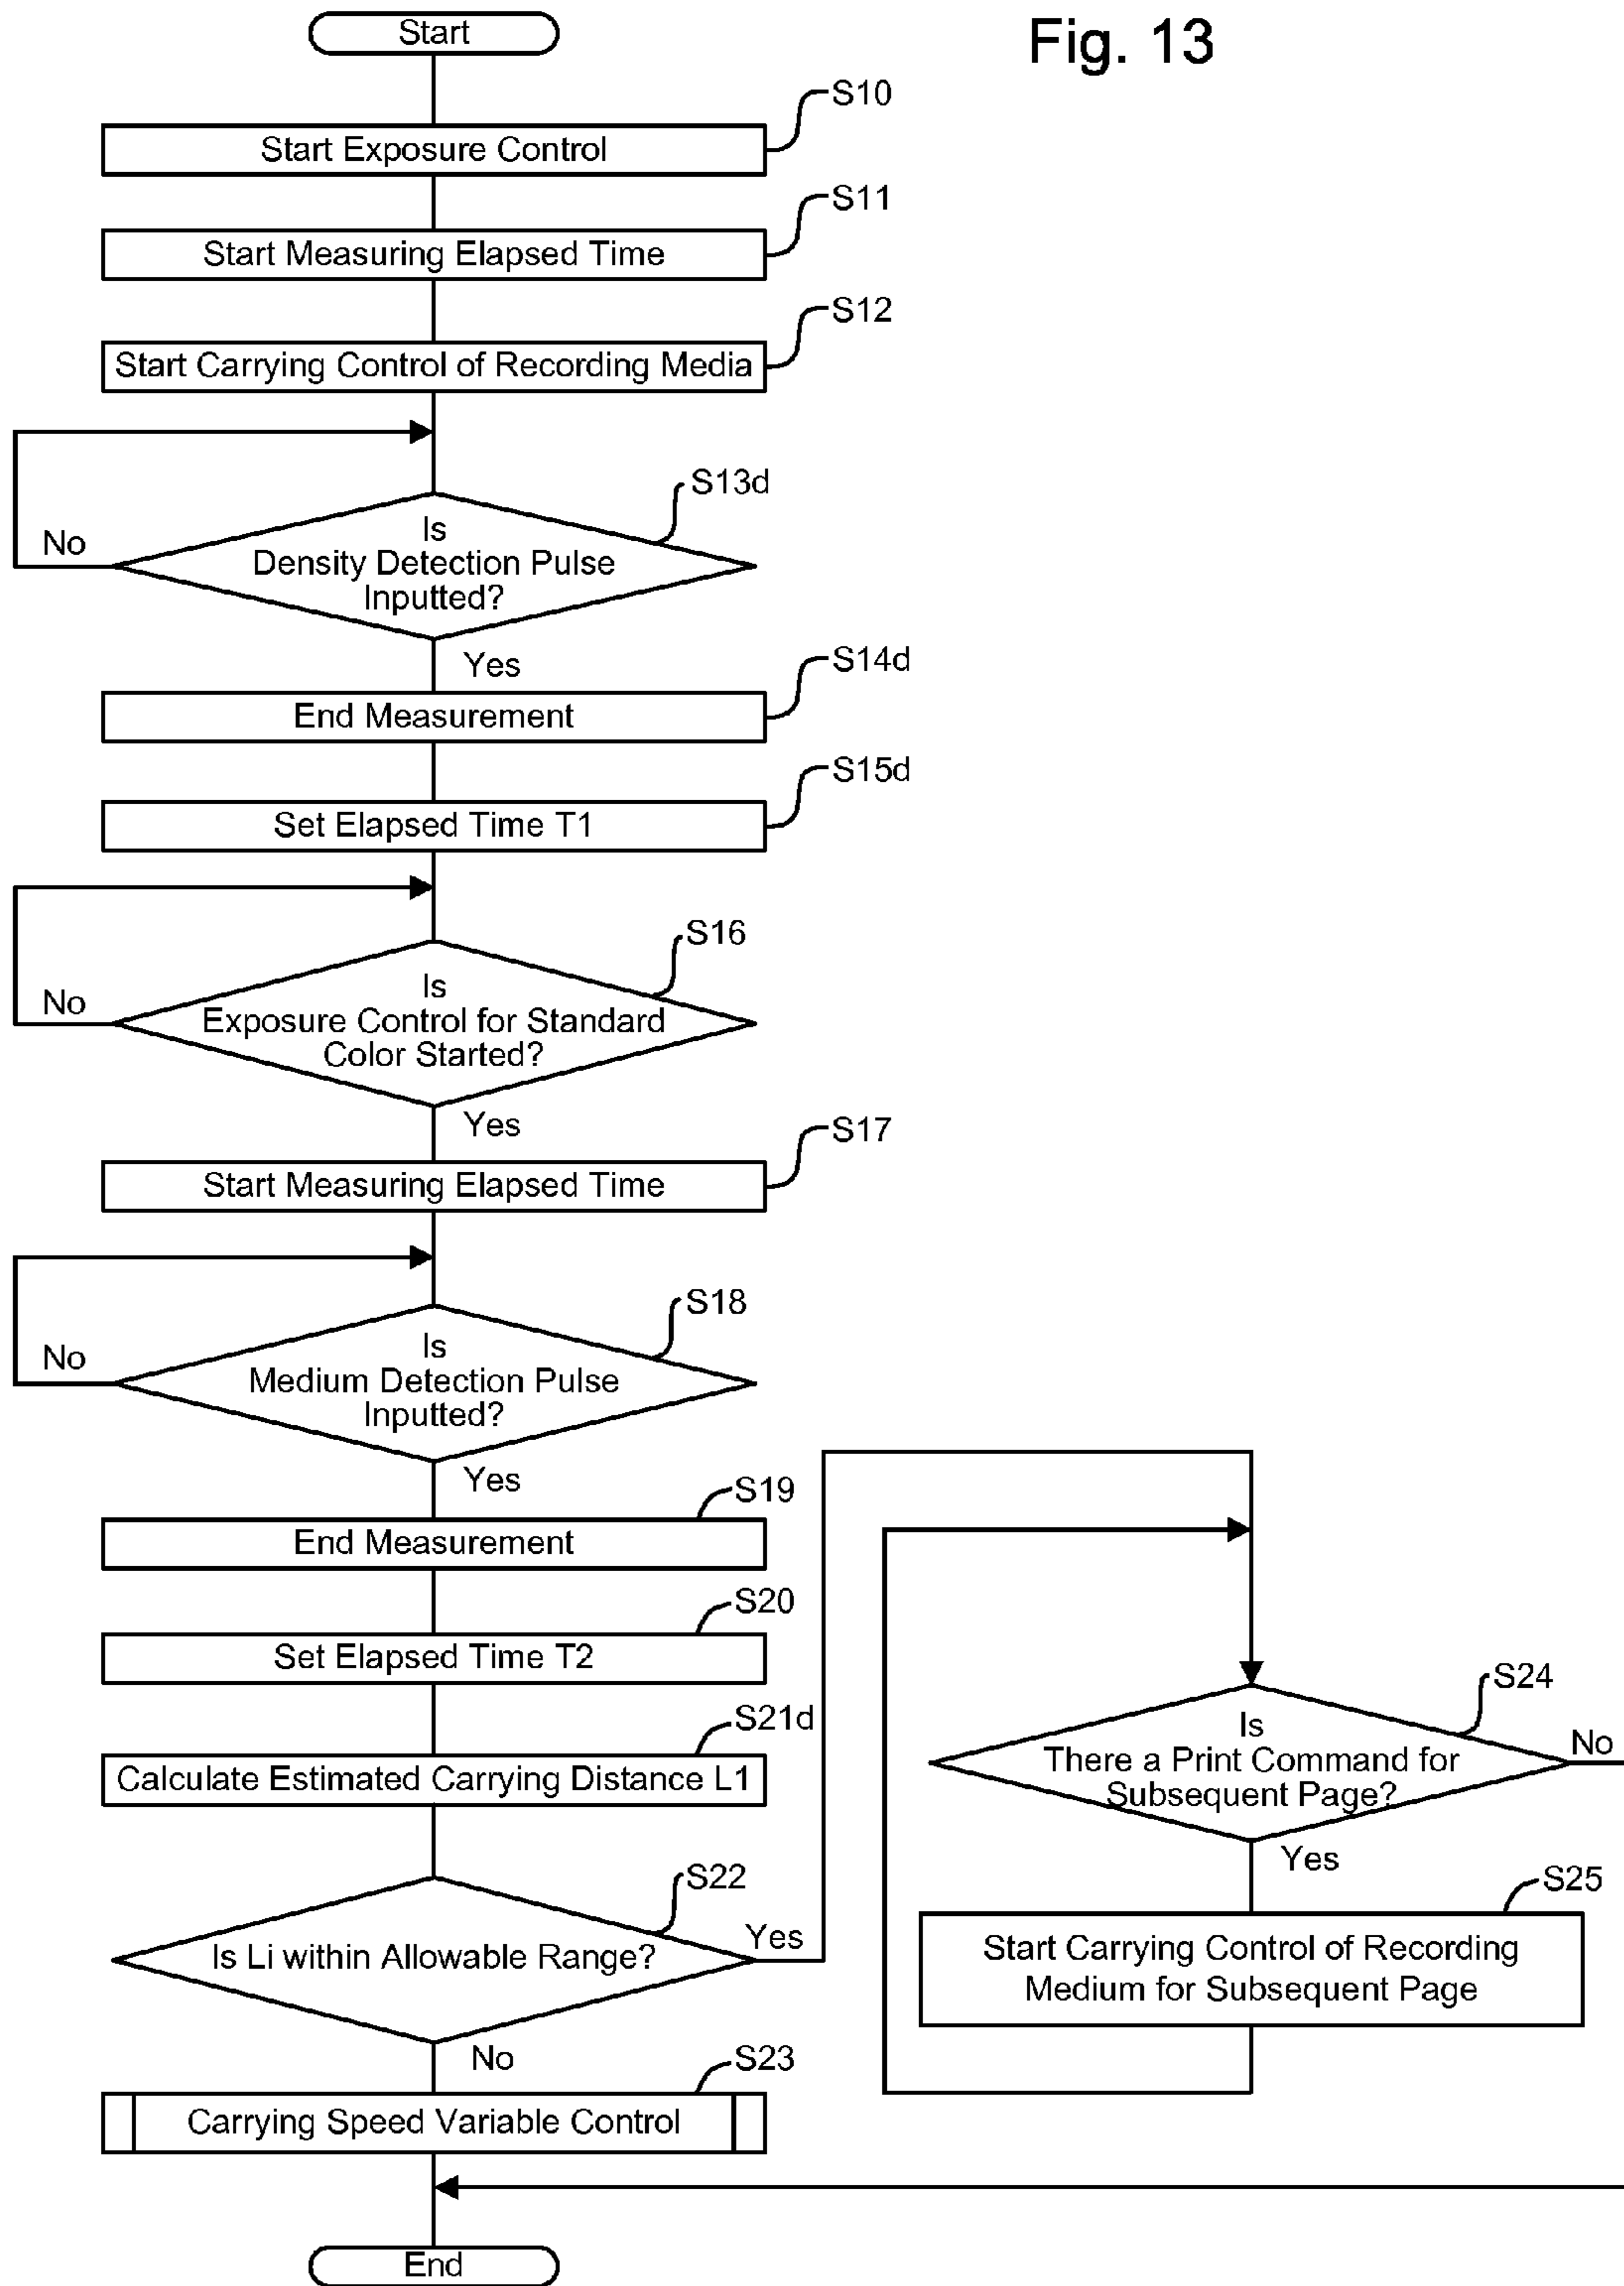 Fig. 13
Start
S10
Start Exposure Control
S11
Start Measuring Elapsed Time
S12
Start Carrying Control of Recording Media
S13d
Is
Density Detection Pulse
Inputted?
No
Yes
S14d
End Measurement
S15d
Set Elapsed Time T1
S16
Is
Exposure Control for Standard
Color Started?
No
Yes
S17
Start Measuring Elapsed Time
S18
Is
Medium Detection Pulse
Inputted?
No
Yes
S19
End Measurement
S20
Set Elapsed Time T2
S21d
Calculate Estimated Carrying Distance L1
S22
Is Li within Allowable Range?
Yes
No
S23
Carrying Speed Variable Control
S24
Is
There a Print Command for
Subsequent Page?
No
Yes
S25
Start Carrying Control of Recording
Medium for Subsequent Page
End